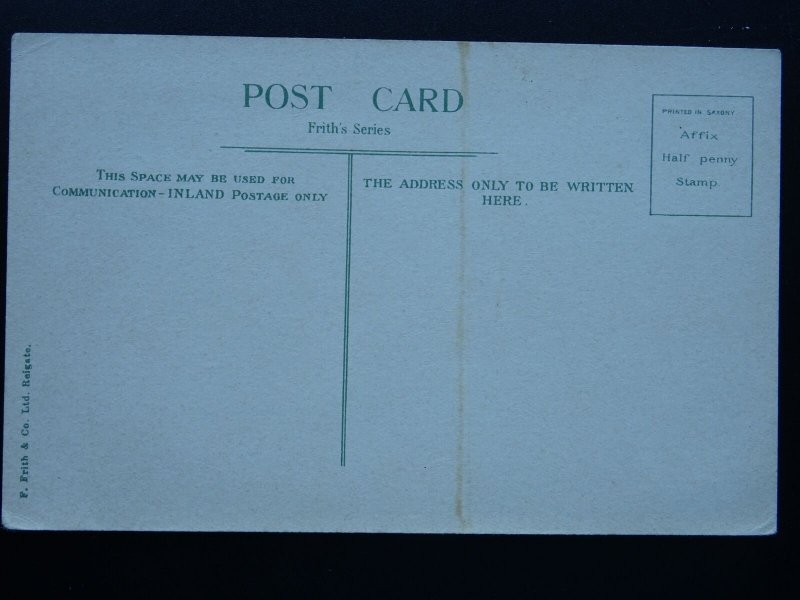 POST CARD
Frith's Series
THIS SPACE MAY BE USED FOR
COMMUNICATION - INLAND POSTAGE ONLY
THE ADDRESS ONLY TO BE WRITTEN
HERE.
PRINTED IN SAXONY
Affix
Half penny
Stamp
F. Frith & Co. Ltd. Reigate.